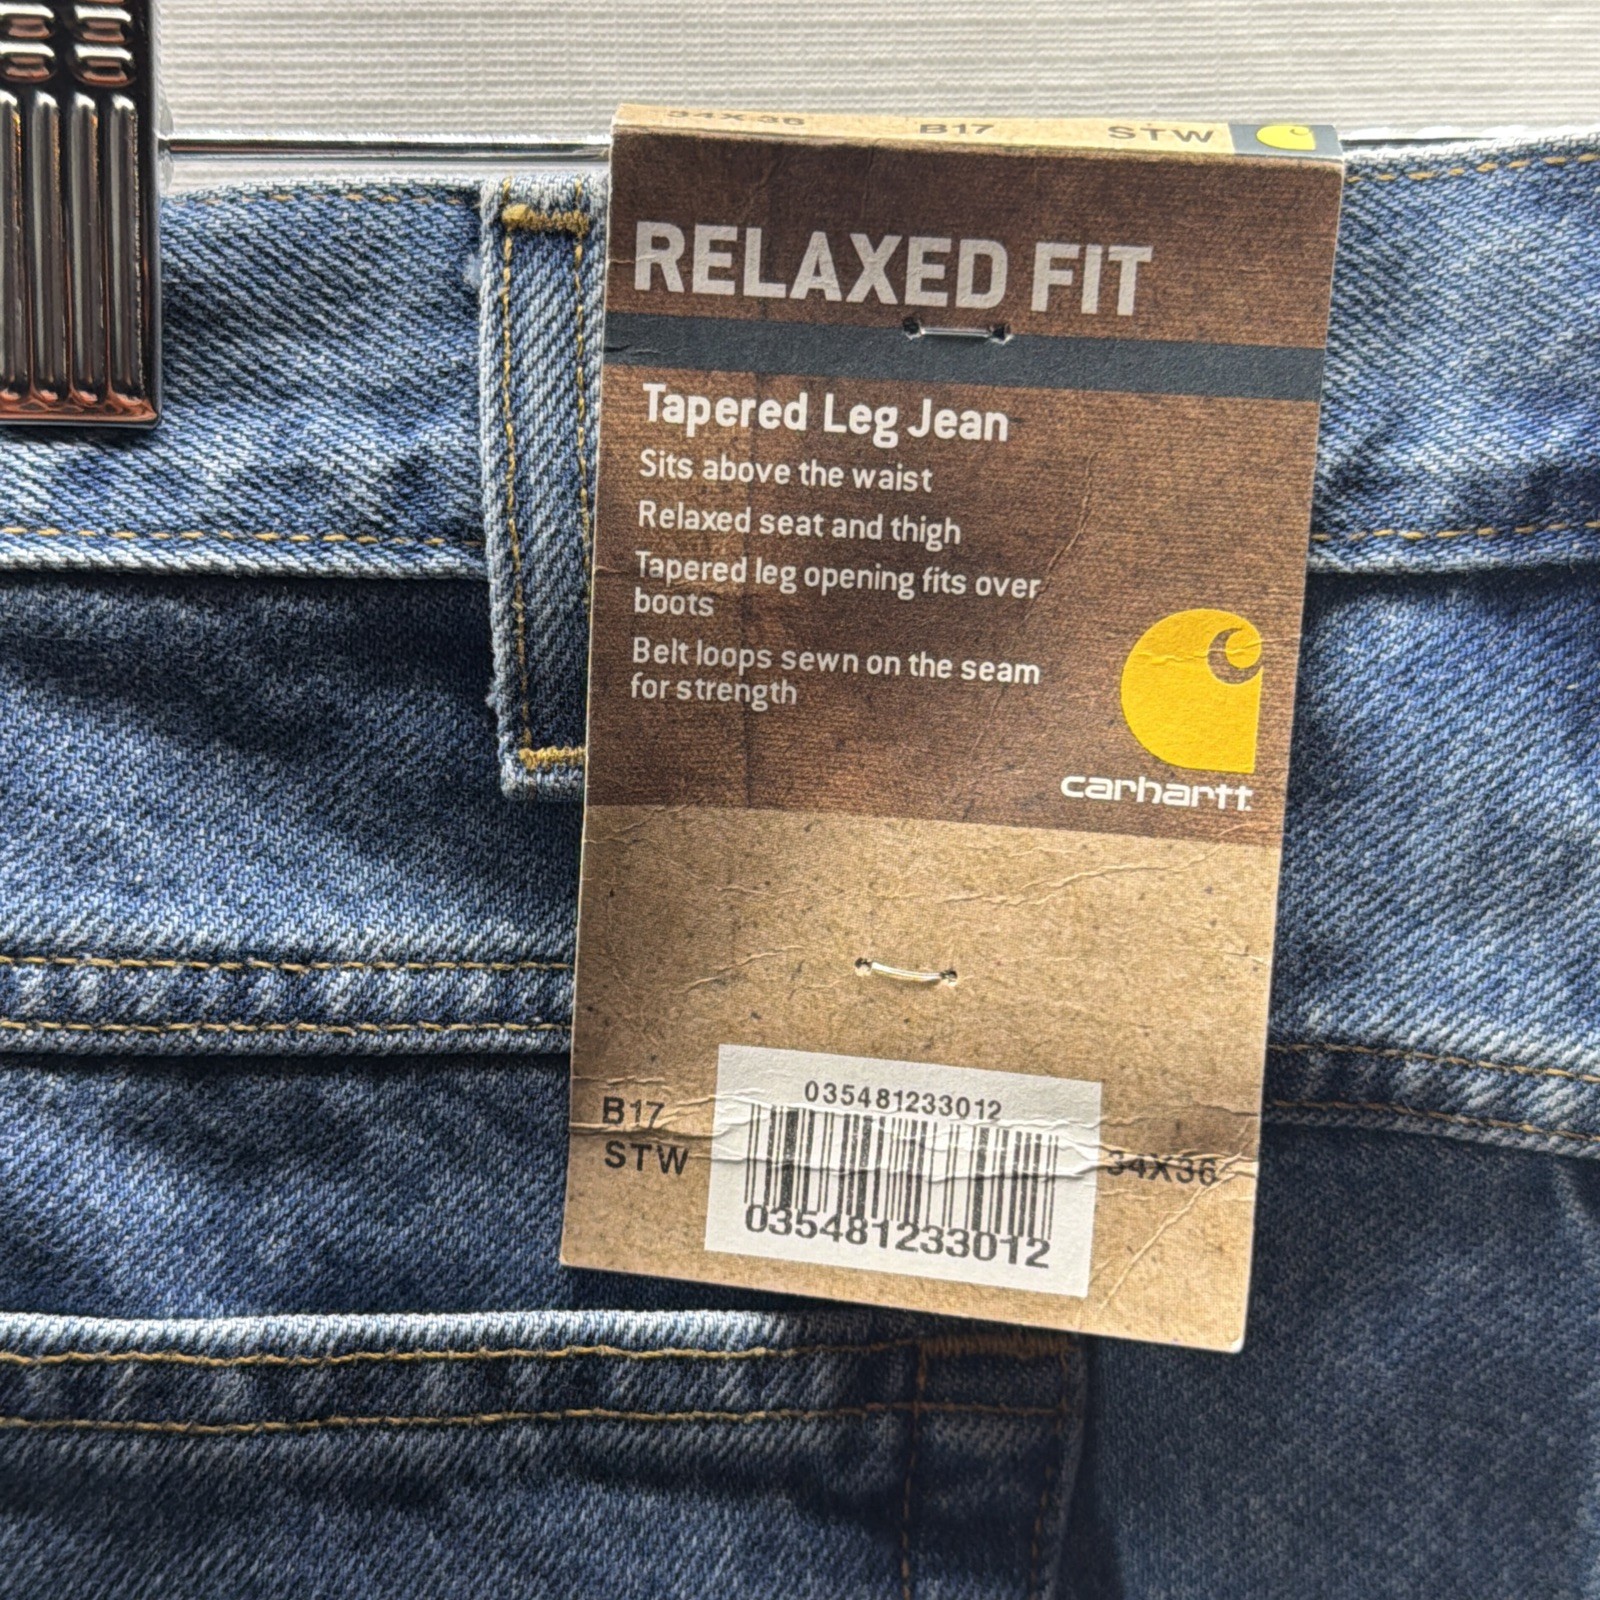 34X36 B17 STW
RELAXED FIT
Tapered Leg Jean
Sits above the waist
Relaxed seat and thigh
Tapered leg opening fits over
boots
Belt loops sewn on the seam
for strength
carhartt
035481233012
B17
STW
34X36
035481233012